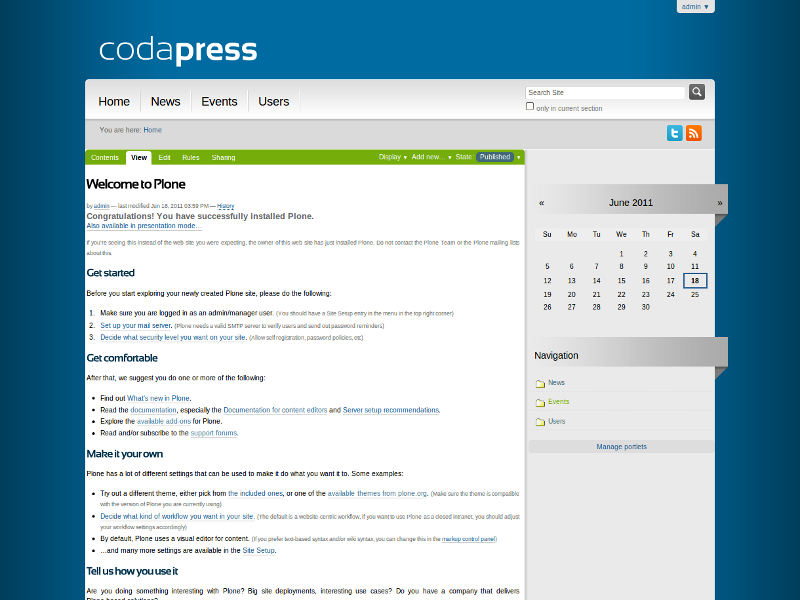 admin ▼
codapress
Home News Events Users
Search Site
only in current section
You are here: Home
Contents View Edit Rules Sharing Display ▾ Add new... ▾ State: Published ▾
Welcome to Plone
by admin — last modified Jun 18, 2011 03:59 PM — History
Congratulations! You have successfully installed Plone.
Also available in presentation mode...
If you're seeing this instead of the web site you were expecting, the owner of this web site has just installed Plone. Do not contact the Plone Team or the Plone mailing lists
about this.
Get started
Before you start exploring your newly created Plone site, please do the following:
1. Make sure you are logged in as an admin/manager user. (You should have a Site Setup entry in the menu in the top right corner)
2. Set up your mail server. (Plone needs a valid SMTP server to verify users and send out password reminders)
3. Decide what security level you want on your site. (Allow self registration, password policies, etc)
Get comfortable
After that, we suggest you do one or more of the following:
• Find out What's new in Plone.
• Read the documentation, especially the Documentation for content editors and Server setup recommendations.
• Explore the available add-ons for Plone.
• Read and/or subscribe to the support forums.
Make it your own
Plone has a lot of different settings that can be used to make it do what you want it to. Some examples:
• Try out a different theme, either pick from the included ones, or one of the available themes from plone.org. (Make sure the theme is compatible
with the version of Plone you are currently using)
• Decide what kind of workflow you want in your site. (The default is a website-centric workflow, if you want to use Plone as a closed intranet, you should adjust
your workflow settings accordingly)
• By default, Plone uses a visual editor for content. (If you prefer text-based syntax and/or wiki syntax, you can change this in the markup control panel)
• ...and many more settings are available in the Site Setup.
Tell us how you use it
Are you doing something interesting with Plone? Big site deployments, interesting use cases? Do you have a company that delivers
Plone-based solutions?
« June 2011 »
Su Mo Tu We Th Fr Sa
1 2 3 4
5 6 7 8 9 10 11
12 13 14 15 16 17 18
19 20 21 22 23 24 25
26 27 28 29 30
Navigation
News
Events
Users
Manage portlets